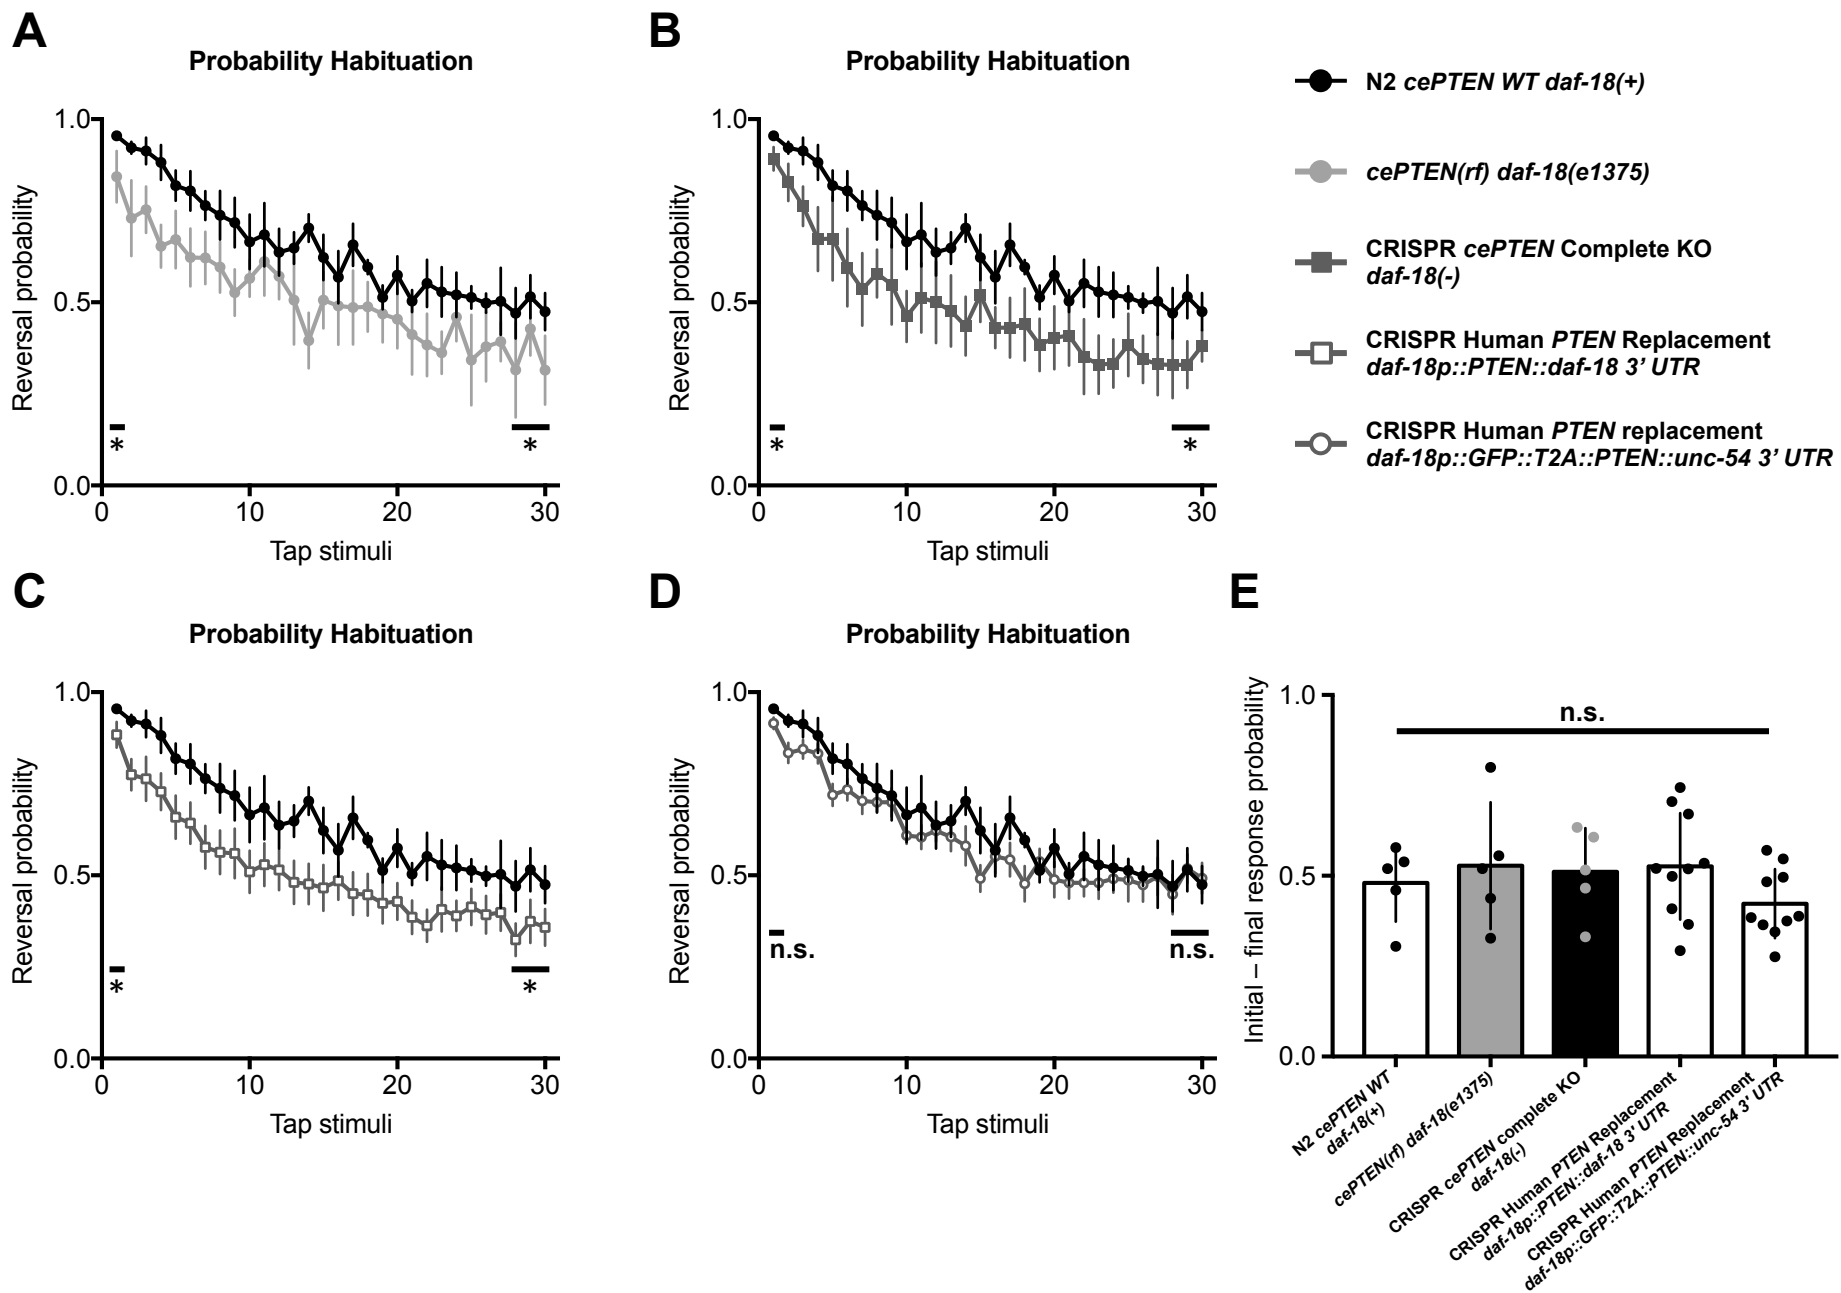 A
Probability Habituation
Reversal probability
1.0
0.5
0.0
0
10
20
30
*
*
Tap stimuli
B
Probability Habituation
Reversal probability
1.0
0.5
0.0
0
10
20
30
*
*
Tap stimuli
N2 cePTEN WT daf-18(+)
cePTEN(rf) daf-18(e1375)
CRISPR cePTEN Complete KO
daf-18(-)
CRISPR Human PTEN Replacement
daf-18p::PTEN::daf-18 3’ UTR
CRISPR Human PTEN replacement
daf-18p::GFP::T2A::PTEN::unc-54 3’ UTR
C
Probability Habituation
Reversal probability
1.0
0.5
0.0
0
10
20
30
*
*
Tap stimuli
D
Probability Habituation
Reversal probability
1.0
0.5
0.0
0
10
20
30
n.s.
n.s.
Tap stimuli
E
Initial – final response probability
1.0
0.5
0.0
n.s.
N2 cePTEN WT
daf-18(+)
cePTEN(rf) daf-18(e1375)
CRISPR cePTEN complete KO
daf-18(-)
CRISPR Human PTEN Replacement
daf-18p::PTEN::daf-18 3’ UTR
CRISPR Human PTEN Replacement
daf-18p::GFP::T2A::PTEN::unc-54 3’ UTR